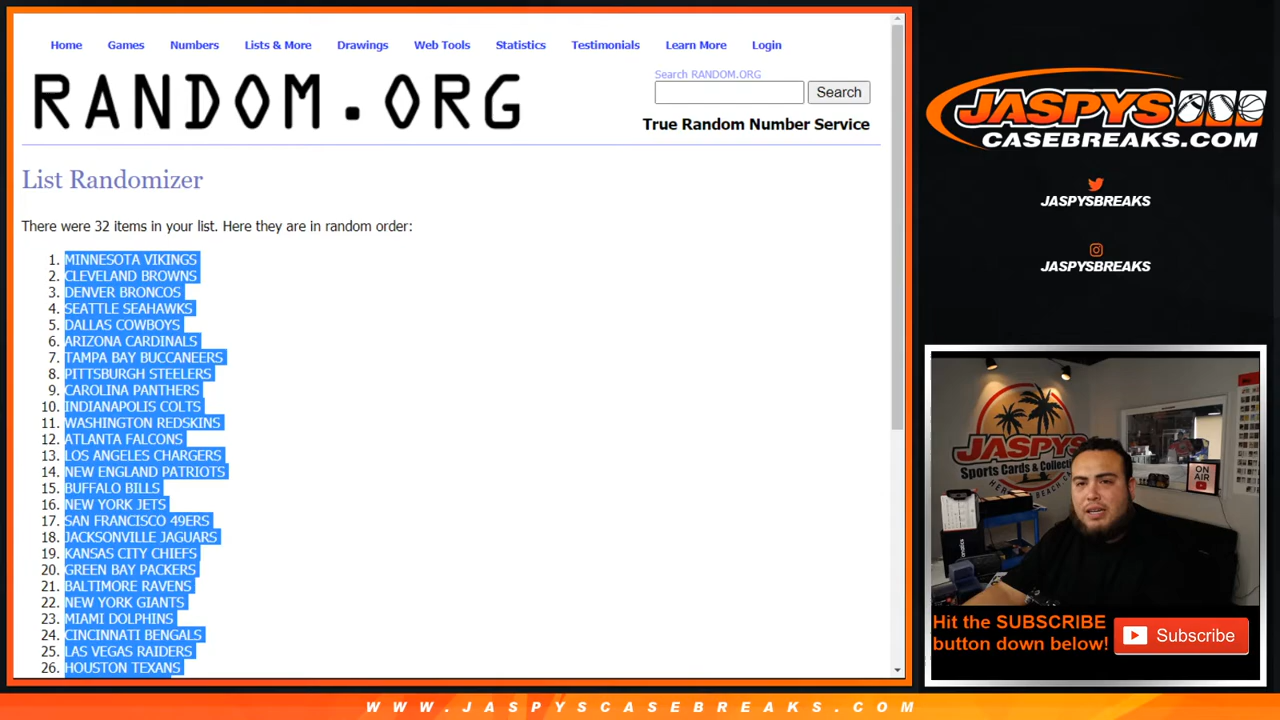 Home Games Numbers Lists & More Drawings Web Tools Statistics Testimonials Learn More Login
RANDOM.ORG
Search RANDOM.ORG
Search
True Random Number Service
List Randomizer
There were 32 items in your list. Here they are in random order:
1. MINNESOTA VIKINGS
2. CLEVELAND BROWNS
3. DENVER BRONCOS
4. SEATTLE SEAHAWKS
5. DALLAS COWBOYS
6. ARIZONA CARDINALS
7. TAMPA BAY BUCCANEERS
8. PITTSBURGH STEELERS
9. CAROLINA PANTHERS
10. INDIANAPOLIS COLTS
11. WASHINGTON REDSKINS
12. ATLANTA FALCONS
13. LOS ANGELES CHARGERS
14. NEW ENGLAND PATRIOTS
15. BUFFALO BILLS
16. NEW YORK JETS
17. SAN FRANCISCO 49ERS
18. JACKSONVILLE JAGUARS
19. KANSAS CITY CHIEFS
20. GREEN BAY PACKERS
21. BALTIMORE RAVENS
22. NEW YORK GIANTS
23. MIAMI DOLPHINS
24. CINCINNATI BENGALS
25. LAS VEGAS RAIDERS
26. HOUSTON TEXANS
JASPYS
CASEBREAKS.COM
JASPYSBREAKS
JASPYSBREAKS
JASPYS
Sports Cards &
ON
AIR
Hit the SUBSCRIBE
button down below!
Subscribe
WWW.JASPYSCASEBREAKS.COM